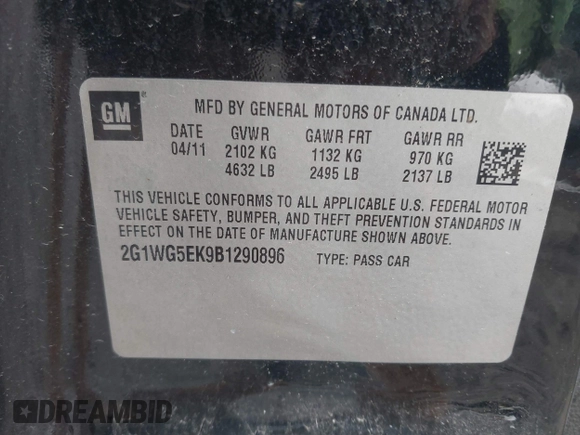 GM
MFD BY GENERAL MOTORS OF CANADA LTD.
DATE GVWR GAWR FRT GAWR RR
04/11 2102 KG 1132 KG 970 KG
4632 LB 2495 LB 2137 LB
THIS VEHICLE CONFORMS TO ALL APPLICABLE U.S. FEDERAL MOTOR
VEHICLE SAFETY, BUMPER, AND THEFT PREVENTION STANDARDS IN
EFFECT ON THE DATE OF MANUFACTURE SHOWN ABOVE.
2G1WG5EK9B1290896 TYPE: PASS CAR
DREAMBID